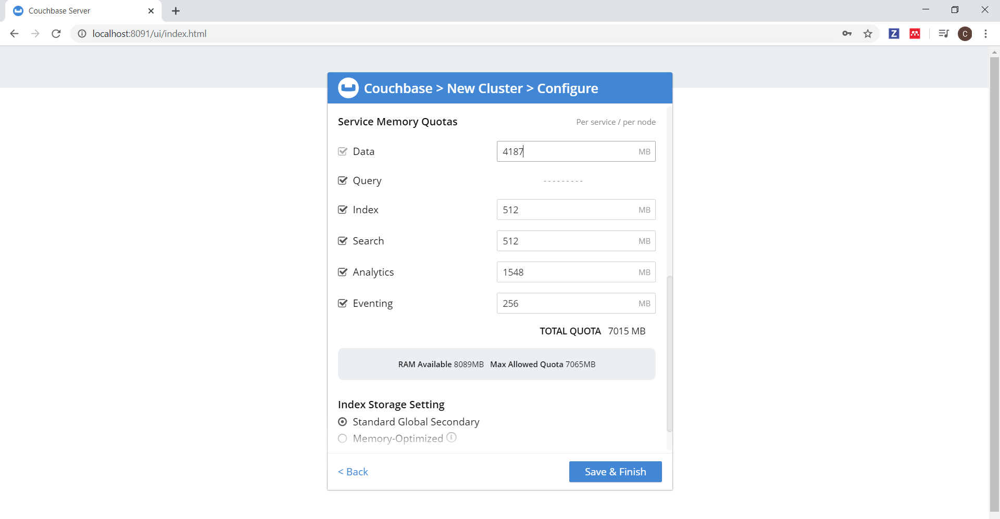 Couchbase Server
localhost:8091/ui/index.html
Z
C
Couchbase > New Cluster > Configure
Service Memory Quotas Per service / per node
Data 4187 MB
Query ---------
Index 512 MB
Search 512 MB
Analytics 1548 MB
Eventing 256 MB
TOTAL QUOTA 7015 MB
RAM Available 8089MB Max Allowed Quota 7065MB
Index Storage Setting
Standard Global Secondary
Memory-Optimized
< Back Save & Finish